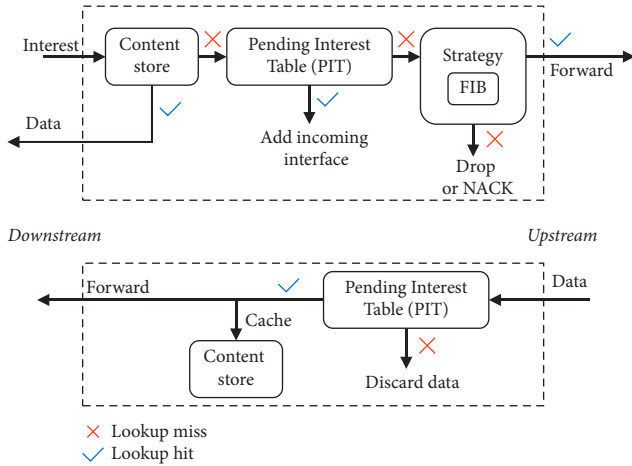 Interest
Content
store
Pending Interest
Table (PIT)
Strategy
FIB
Forward
Data
Add incoming
interface
Drop
or NACK
Downstream
Upstream
Forward
Pending Interest
Table (PIT)
Data
Cache
Content
store
Discard data
Lookup miss
Lookup hit